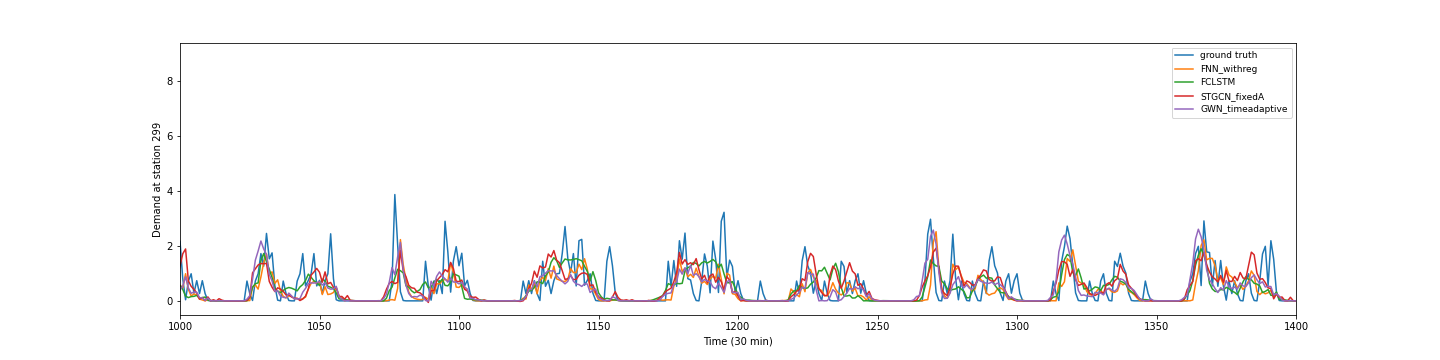 ground truth
FNN_withreg
FCLSTM
STGCN_fixedA
GWN_timeadaptive
Demand at station 299
8
6
4
2
0
1000 1050 1100 1150 1200 1250 1300 1350 1400
Time (30 min)